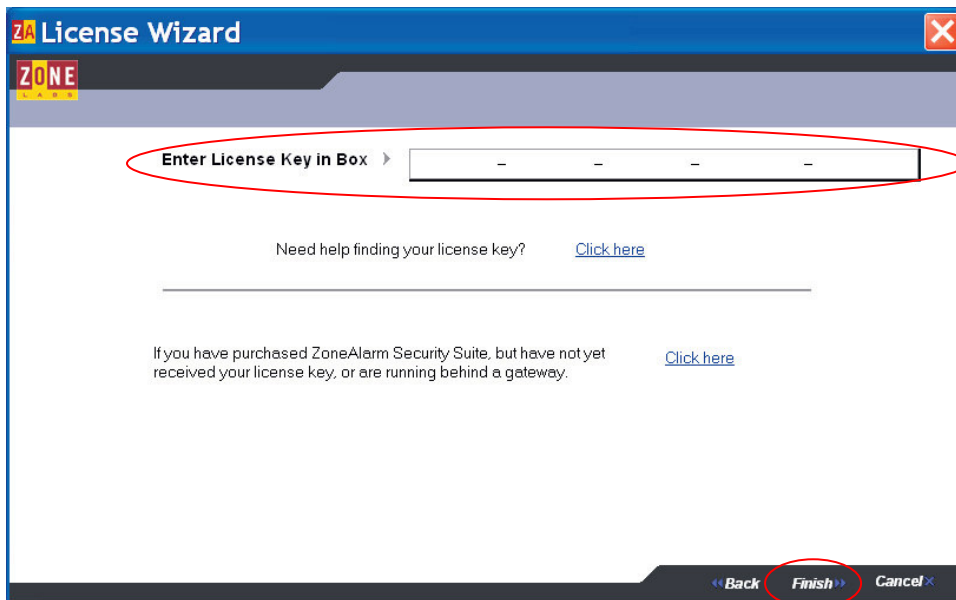 ZA License Wizard
ZONE
LABS
Enter License Key in Box
– – – –
Need help finding your license key? Click here
If you have purchased ZoneAlarm Security Suite, but have not yet
received your license key, or are running behind a gateway. Click here
Back Finish Cancel